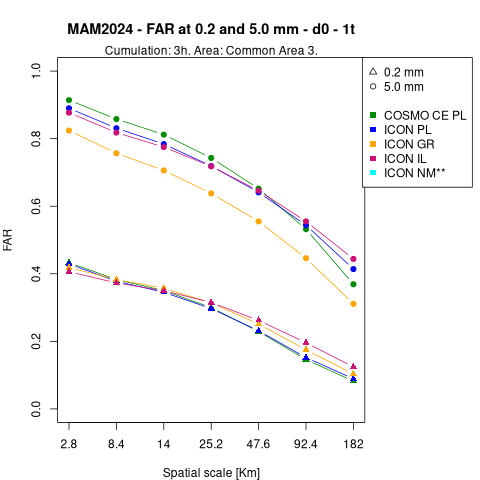 MAM2024 - FAR at 0.2 and 5.0 mm - d0 - 1t
Cumulation: 3h. Area: Common Area 3.
0.2 mm
5.0 mm
COSMO CE PL
ICON PL
ICON GR
ICON IL
ICON NM**
FAR
1.0
0.8
0.6
0.4
0.2
0.0
2.8 8.4 14 25.2 47.6 92.4 182
Spatial scale [Km]